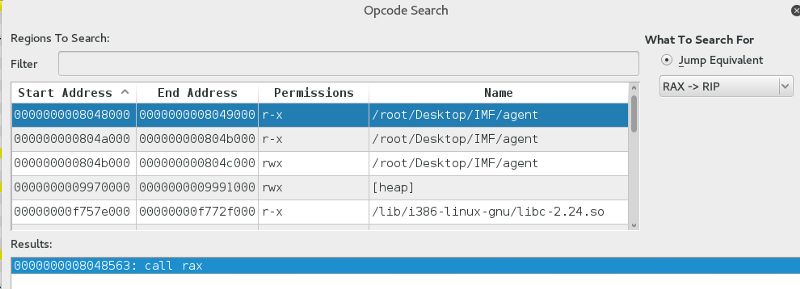 Opcode Search
Regions To Search:
Filter
Start Address End Address Permissions Name
0000000008048000 0000000008049000 r-x /root/Desktop/IMF/agent
000000000804a000 000000000804b000 r-x /root/Desktop/IMF/agent
000000000804b000 000000000804c000 rwx /root/Desktop/IMF/agent
0000000009970000 0000000009991000 rwx [heap]
00000000f757e000 00000000f772f000 r-x /lib/i386-linux-gnu/libc-2.24.so
What To Search For
Jump Equivalent
RAX -> RIP
Results:
0000000008048563: call rax